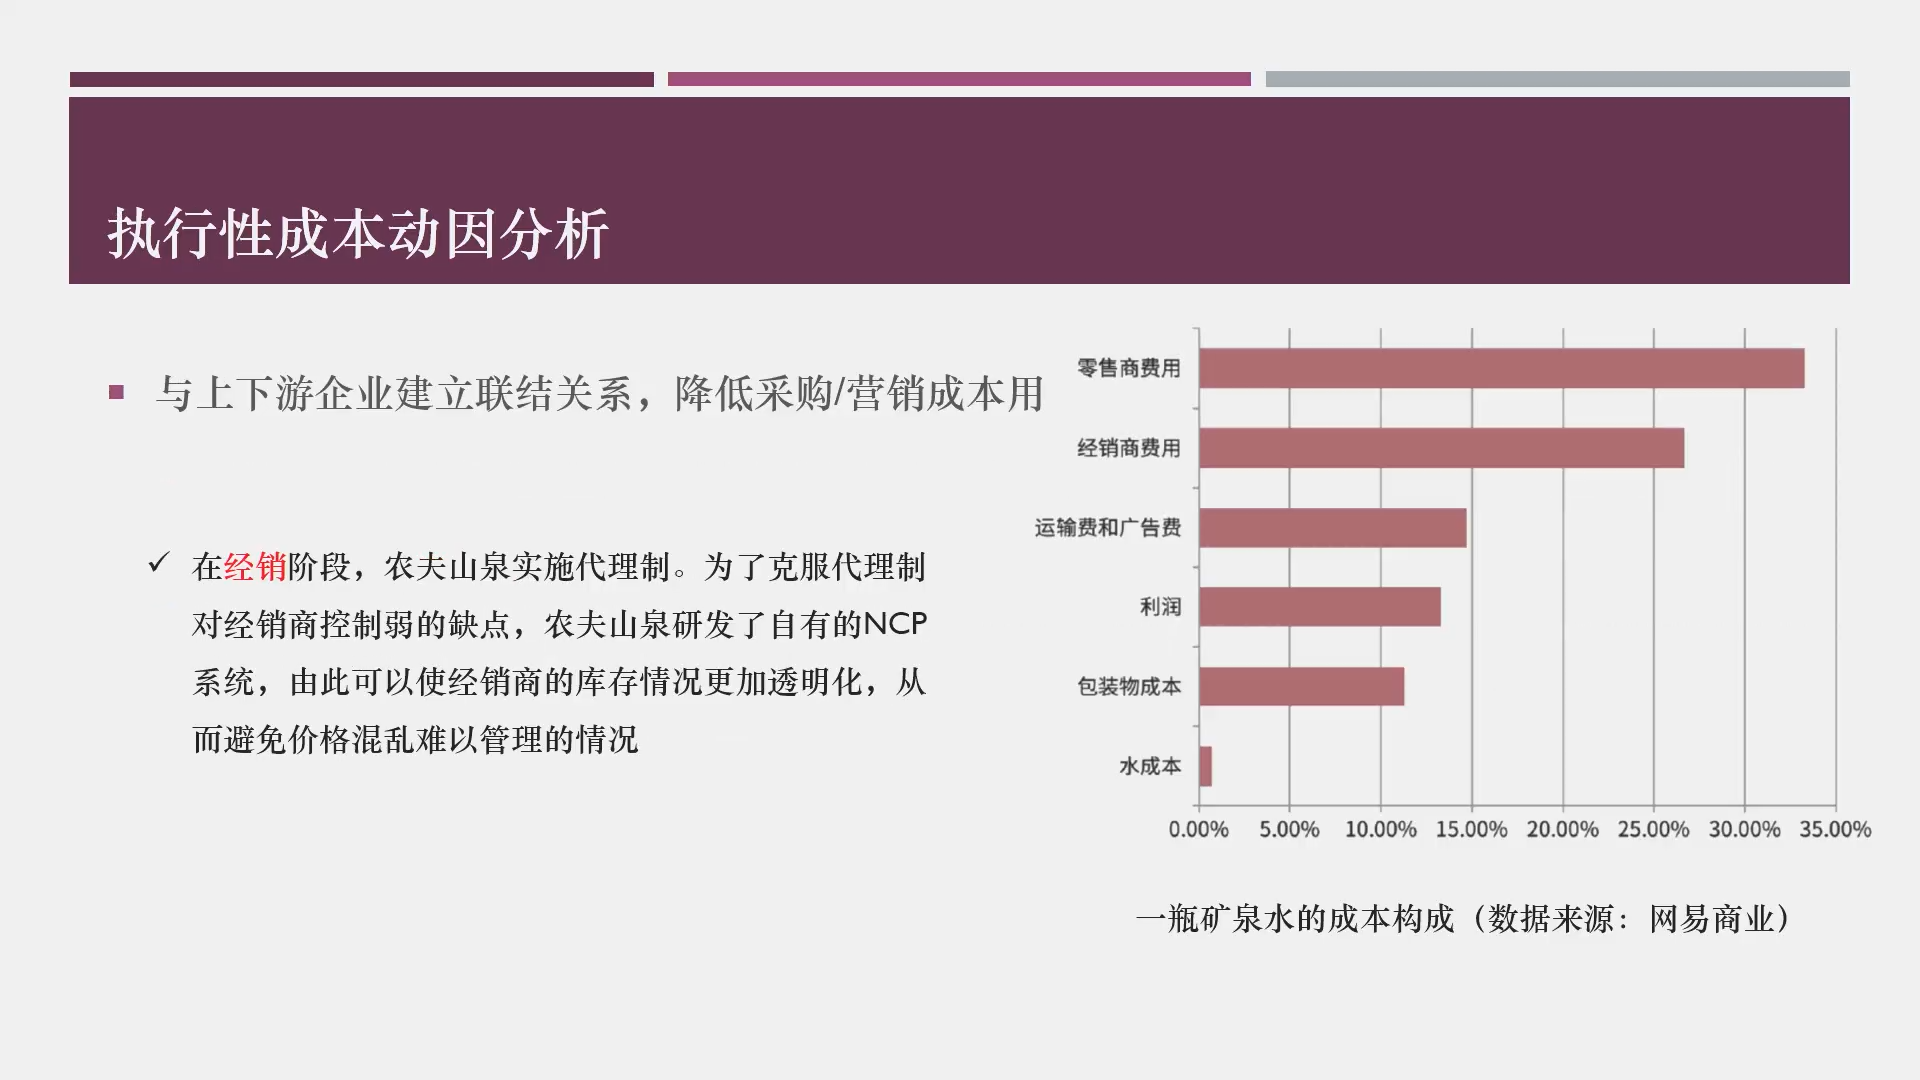 执行性成本动因分析
与上下游企业建立联结关系，降低采购/营销成本用
在经销阶段，农夫山泉实施代理制。为了克服代理制
对经销商控制弱的缺点，农夫山泉研发了自有的NCP
系统，由此可以使经销商的库存情况更加透明化，从
而避免价格混乱难以管理的情况
零售商费用
经销商费用
运输费和广告费
利润
包装物成本
水成本
0.00% 5.00% 10.00% 15.00% 20.00% 25.00% 30.00% 35.00%
一瓶矿泉水的成本构成（数据来源：网易商业）